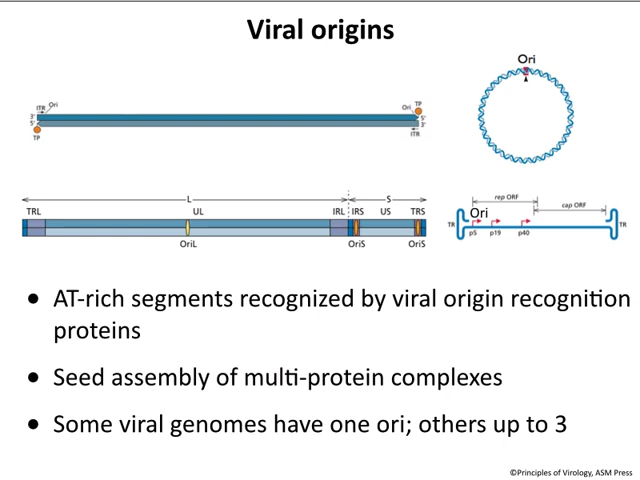 Viral origins
Ori
ITR Ori
Ori TP
3' 5'
5' 3'
TP ITR
L S
TRL UL IRL IRS US TRS
OriL OriS OriS
rep ORF
cap ORF
Ori
TR TR
p5 p19 p40
• AT-rich segments recognized by viral origin recognition
proteins
• Seed assembly of multi-protein complexes
• Some viral genomes have one ori; others up to 3
©Principles of Virology, ASM Press